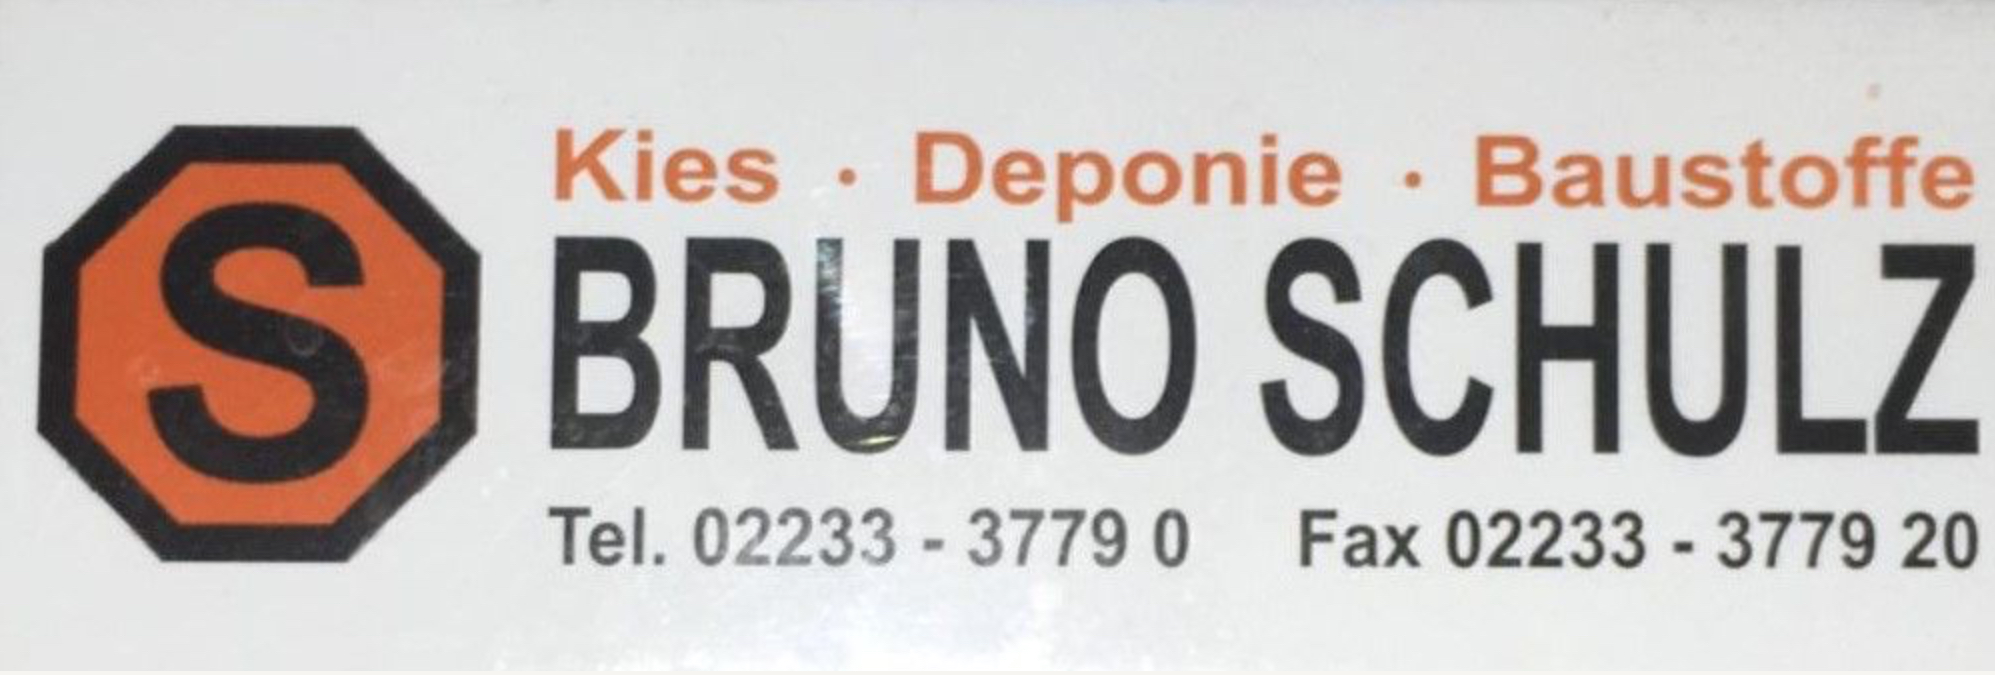 S
Kies · Deponie · Baustoffe
BRUNO SCHULZ
Tel. 02233 - 3779 0 Fax 02233 - 3779 20